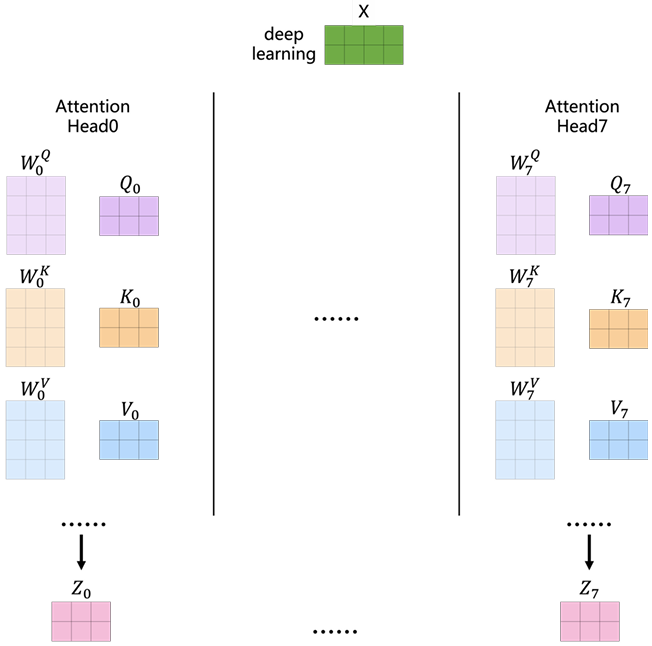 X
deep
learning
Attention
Head0
Attention
Head7
W_0^Q
Q_0
W_7^Q
Q_7
W_0^K
K_0
W_7^K
K_7
W_0^V
V_0
W_7^V
V_7
......
......
......
Z_0
Z_7
......